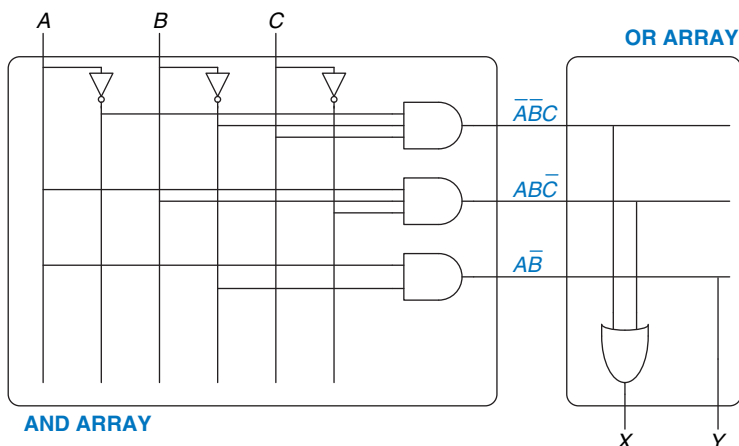 A B C
OR ARRAY
A̅B̅C
ABC̅
AB̅
AND ARRAY
X Y